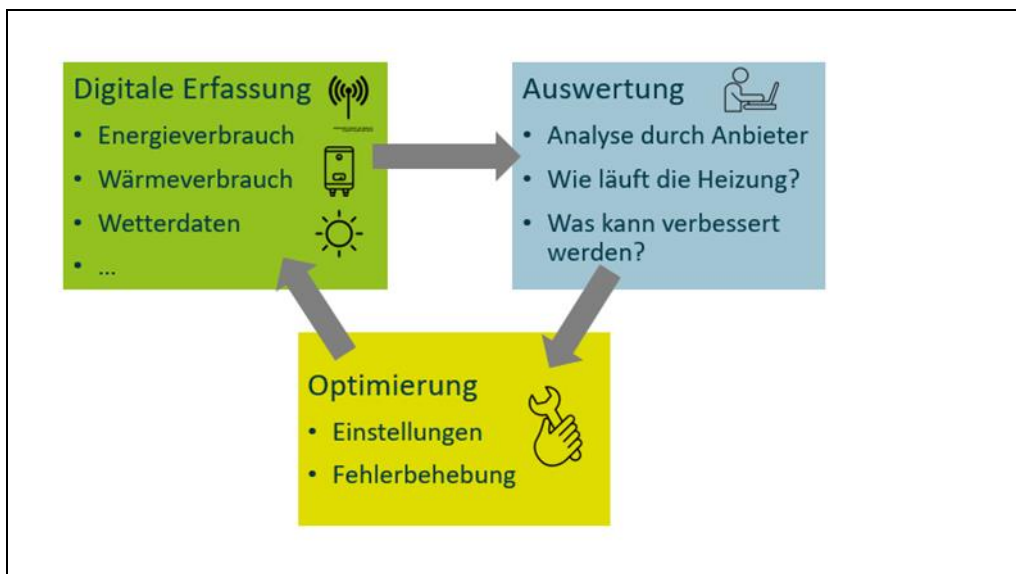 Digitale Erfassung
• Energieverbrauch
• Wärmeverbrauch
• Wetterdaten
• ...
Auswertung
• Analyse durch Anbieter
• Wie läuft die Heizung?
• Was kann verbessert
werden?
Optimierung
• Einstellungen
• Fehlerbehebung